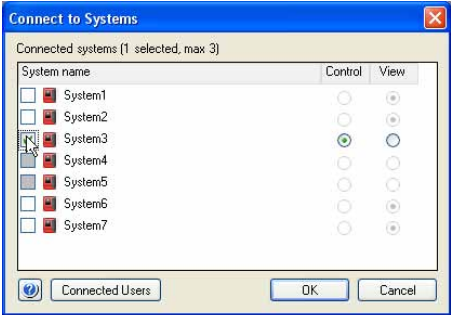 Connect to Systems
Connected systems (1 selected, max 3)
System name Control View
System1
System2
System3
System4
System5
System6
System7
Connected Users OK Cancel